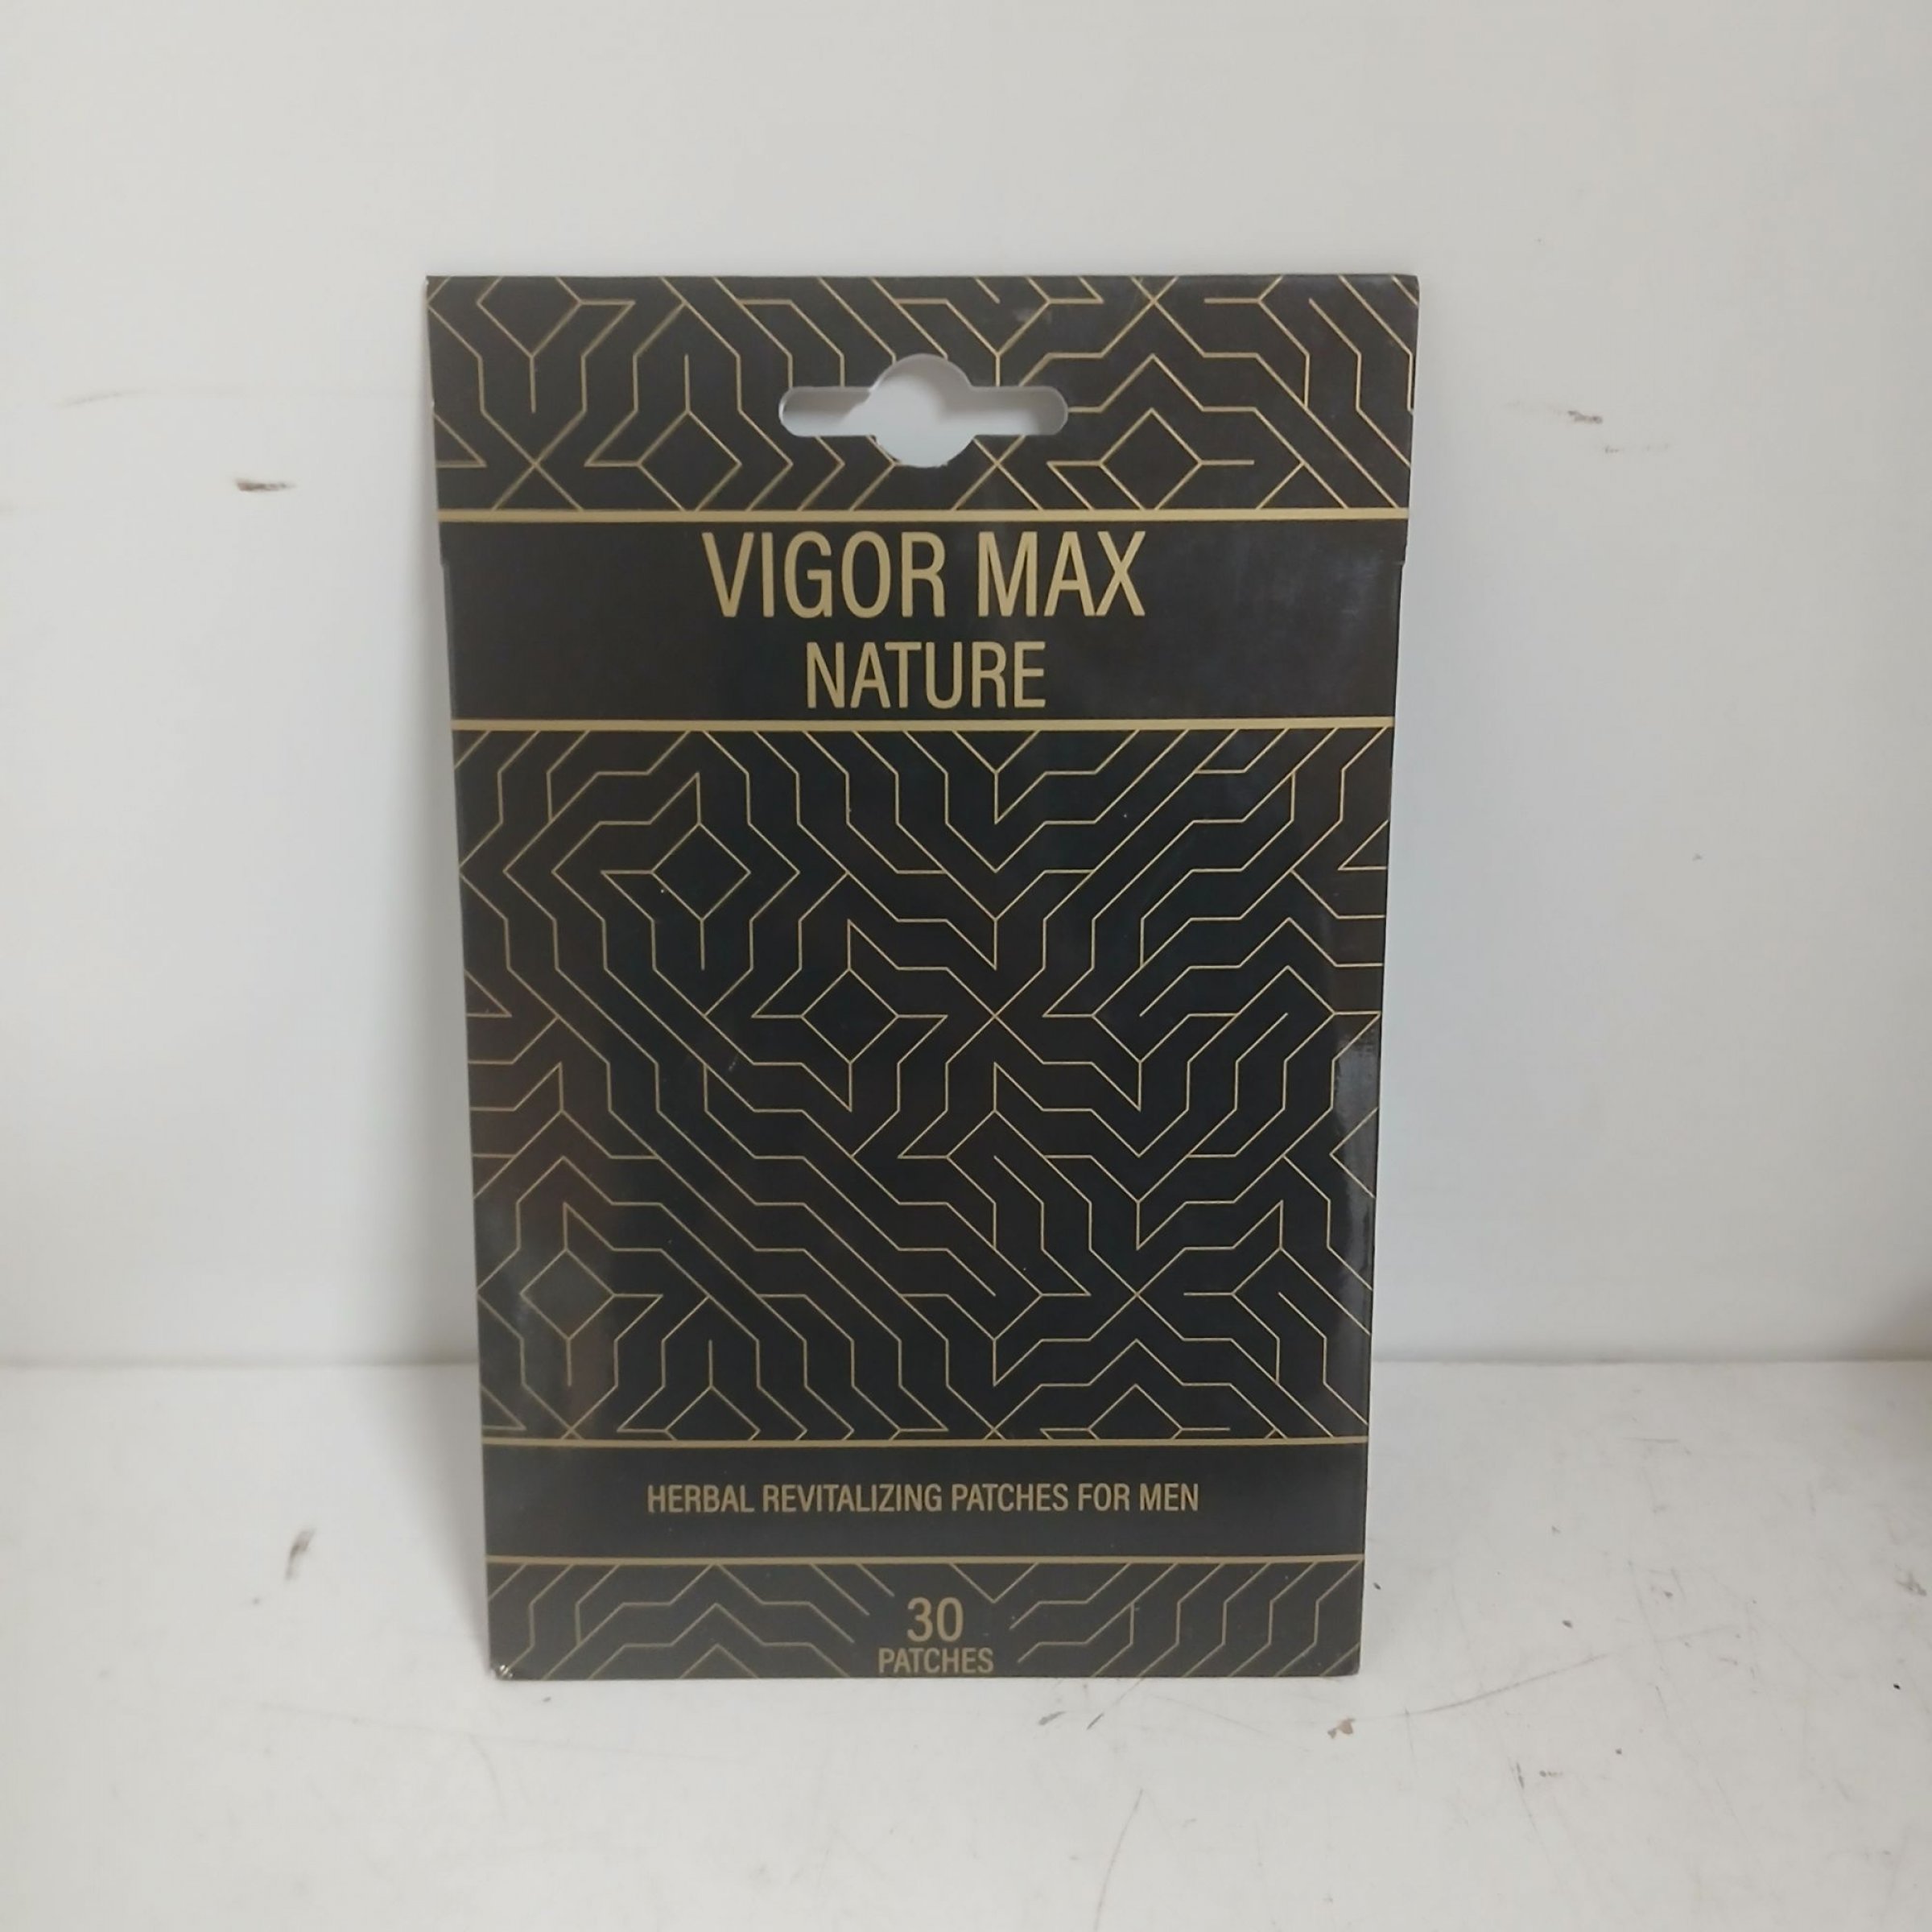 VIGOR MAX
NATURE
HERBAL REVITALIZING PATCHES FOR MEN
30
PATCHES